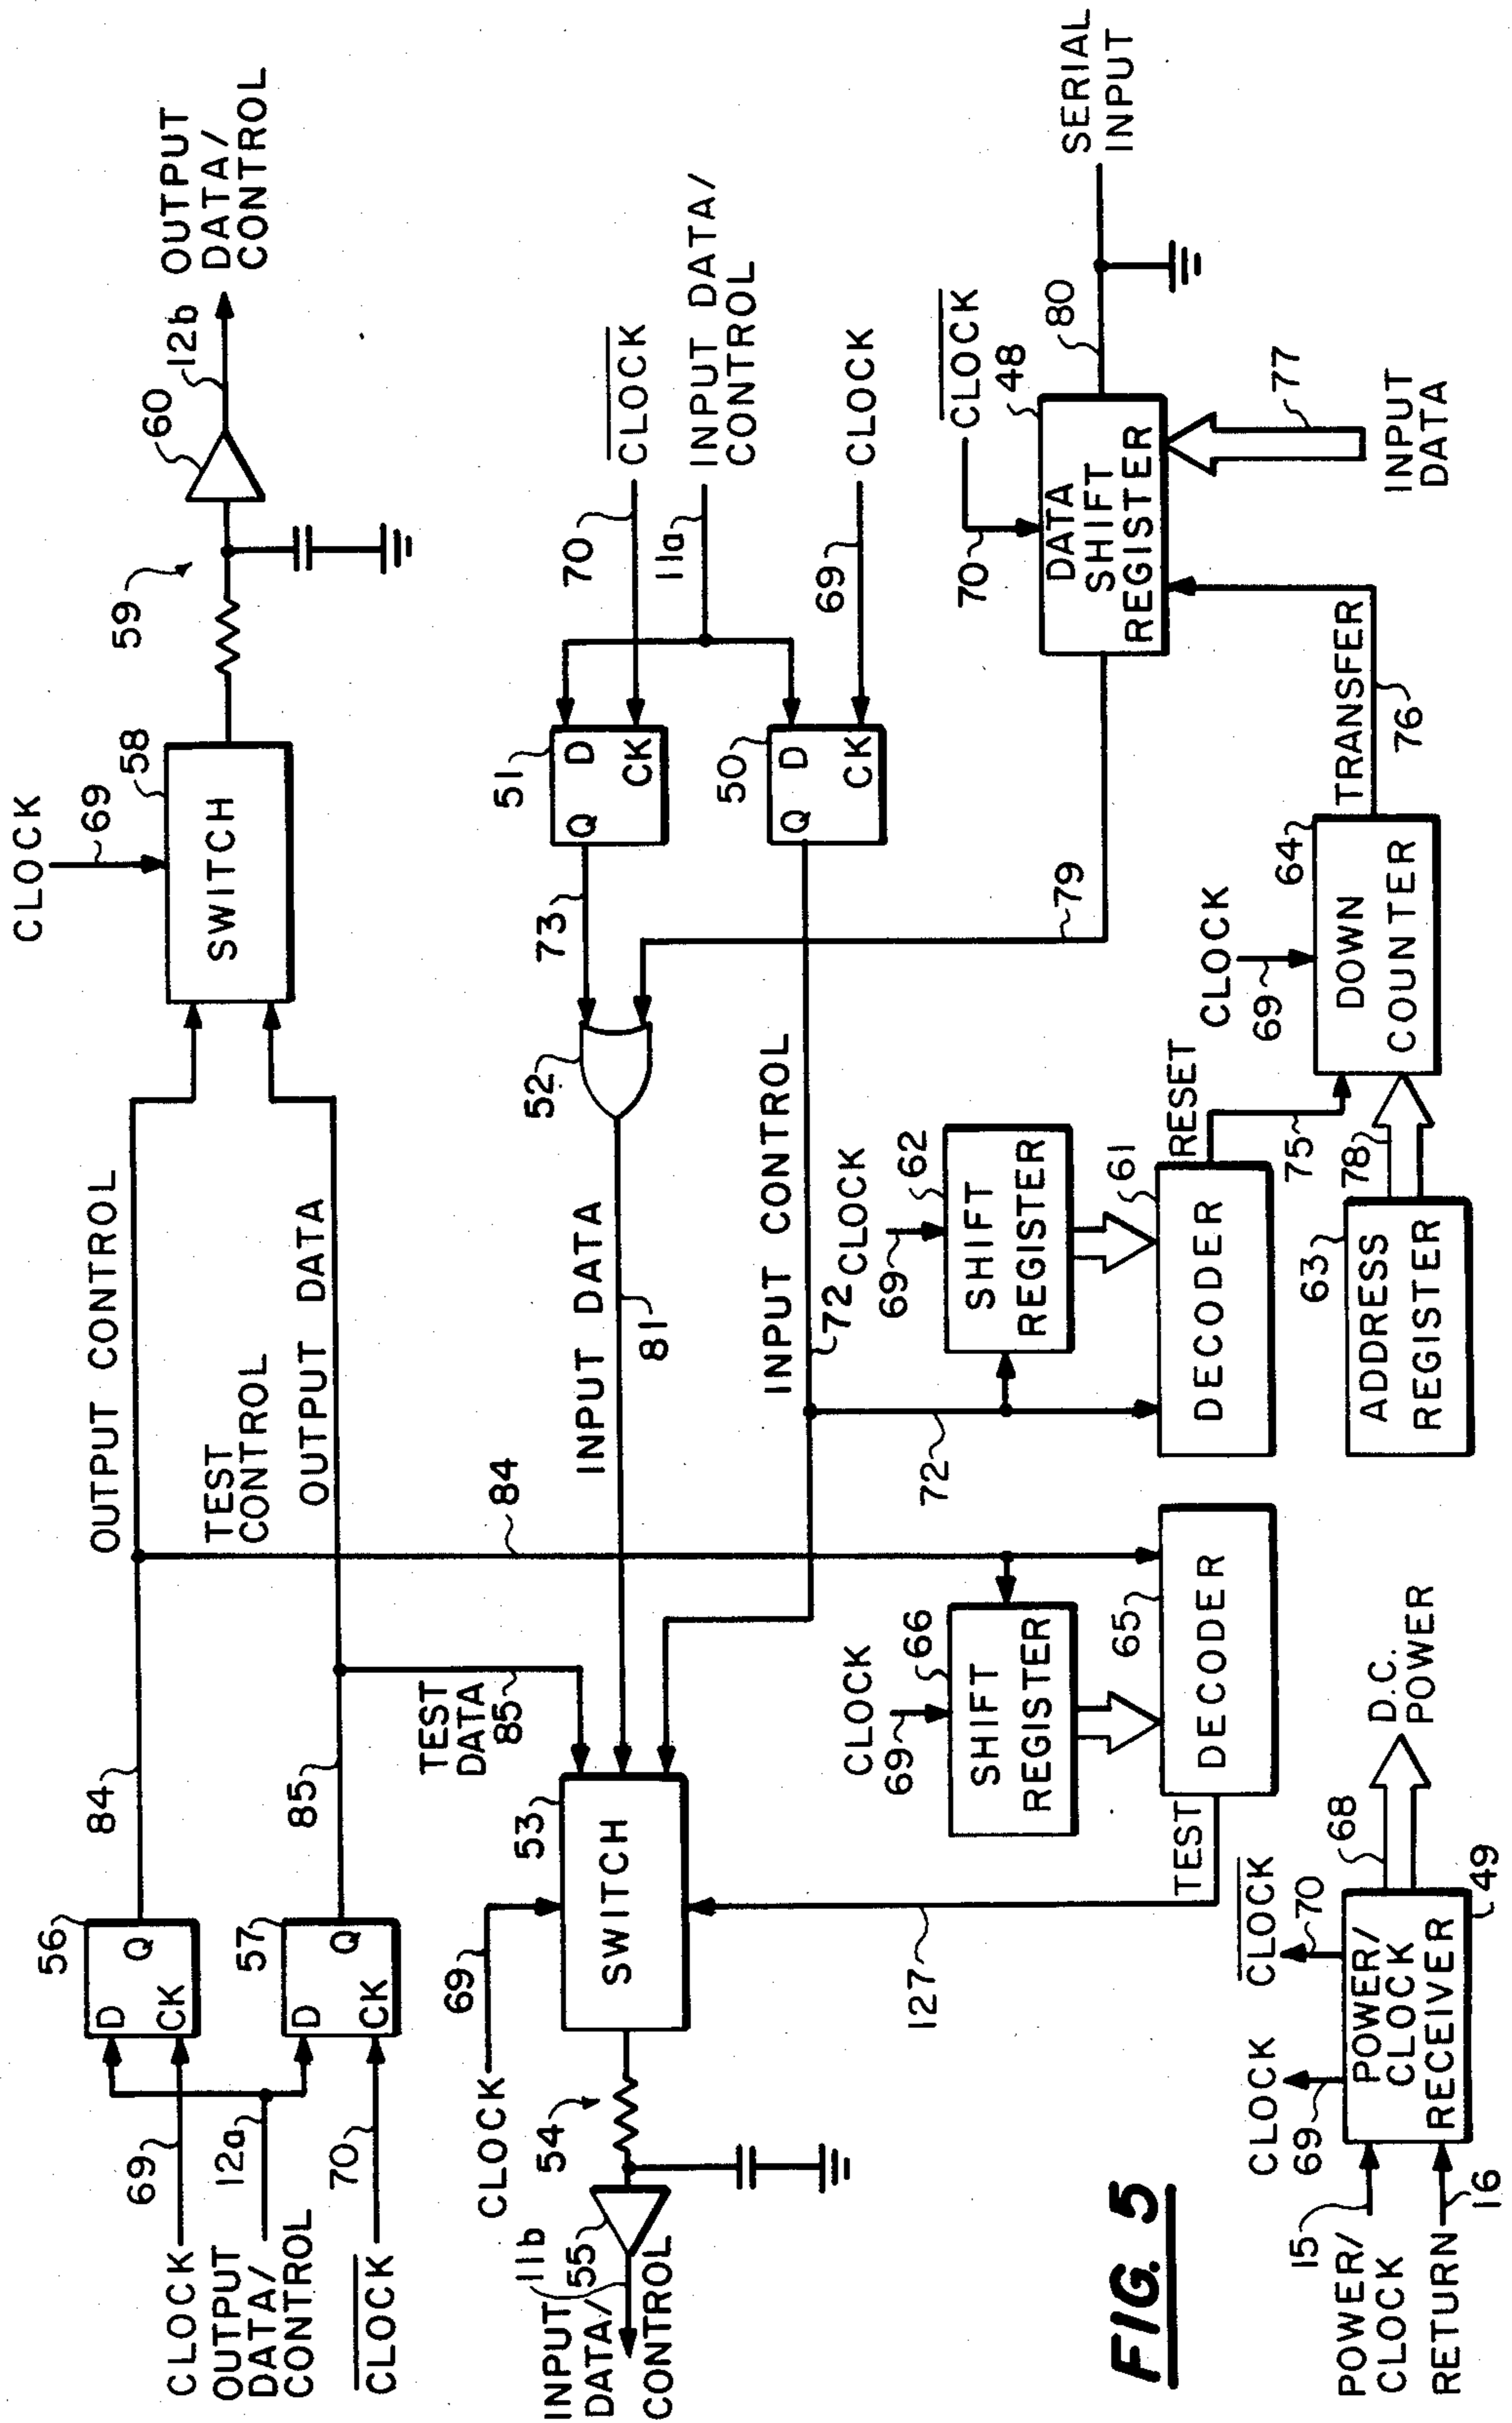 CLOCK
69
58
SWITCH
59
60
12b
OUTPUT
DATA/
CONTROL
OUTPUT CONTROL
TEST
CONTROL
OUTPUT DATA
84
85
56
D
Q
CK
57
D
Q
CK
69
12a
70
CLOCK
OUTPUT
DATA/
CONTROL
CLOCK
84
TEST
DATA
85
INPUT DATA
81
52
73
51
D
Q
CK
50
D
Q
CK
70
CLOCK
11a
INPUT DATA/
CONTROL
69
CLOCK
INPUT CONTROL
72
79
53
SWITCH
69
CLOCK
54
55
11b
INPUT
DATA/
CONTROL
127
TEST
CLOCK
69
66
SHIFT
REGISTER
65
DECODER
72
CLOCK
69
62
SHIFT
REGISTER
61
DECODER
RESET
75
78
63
ADDRESS
REGISTER
CLOCK
69
64
DOWN
COUNTER
TRANSFER
76
CLOCK
70
48
DATA
SHIFT
REGISTER
80
SERIAL
INPUT
77
INPUT
DATA
CLOCK
69
CLOCK
70
68
D.C.
POWER
POWER/
CLOCK
RECEIVER
49
15
POWER/
CLOCK
RETURN
16
FIG. 5